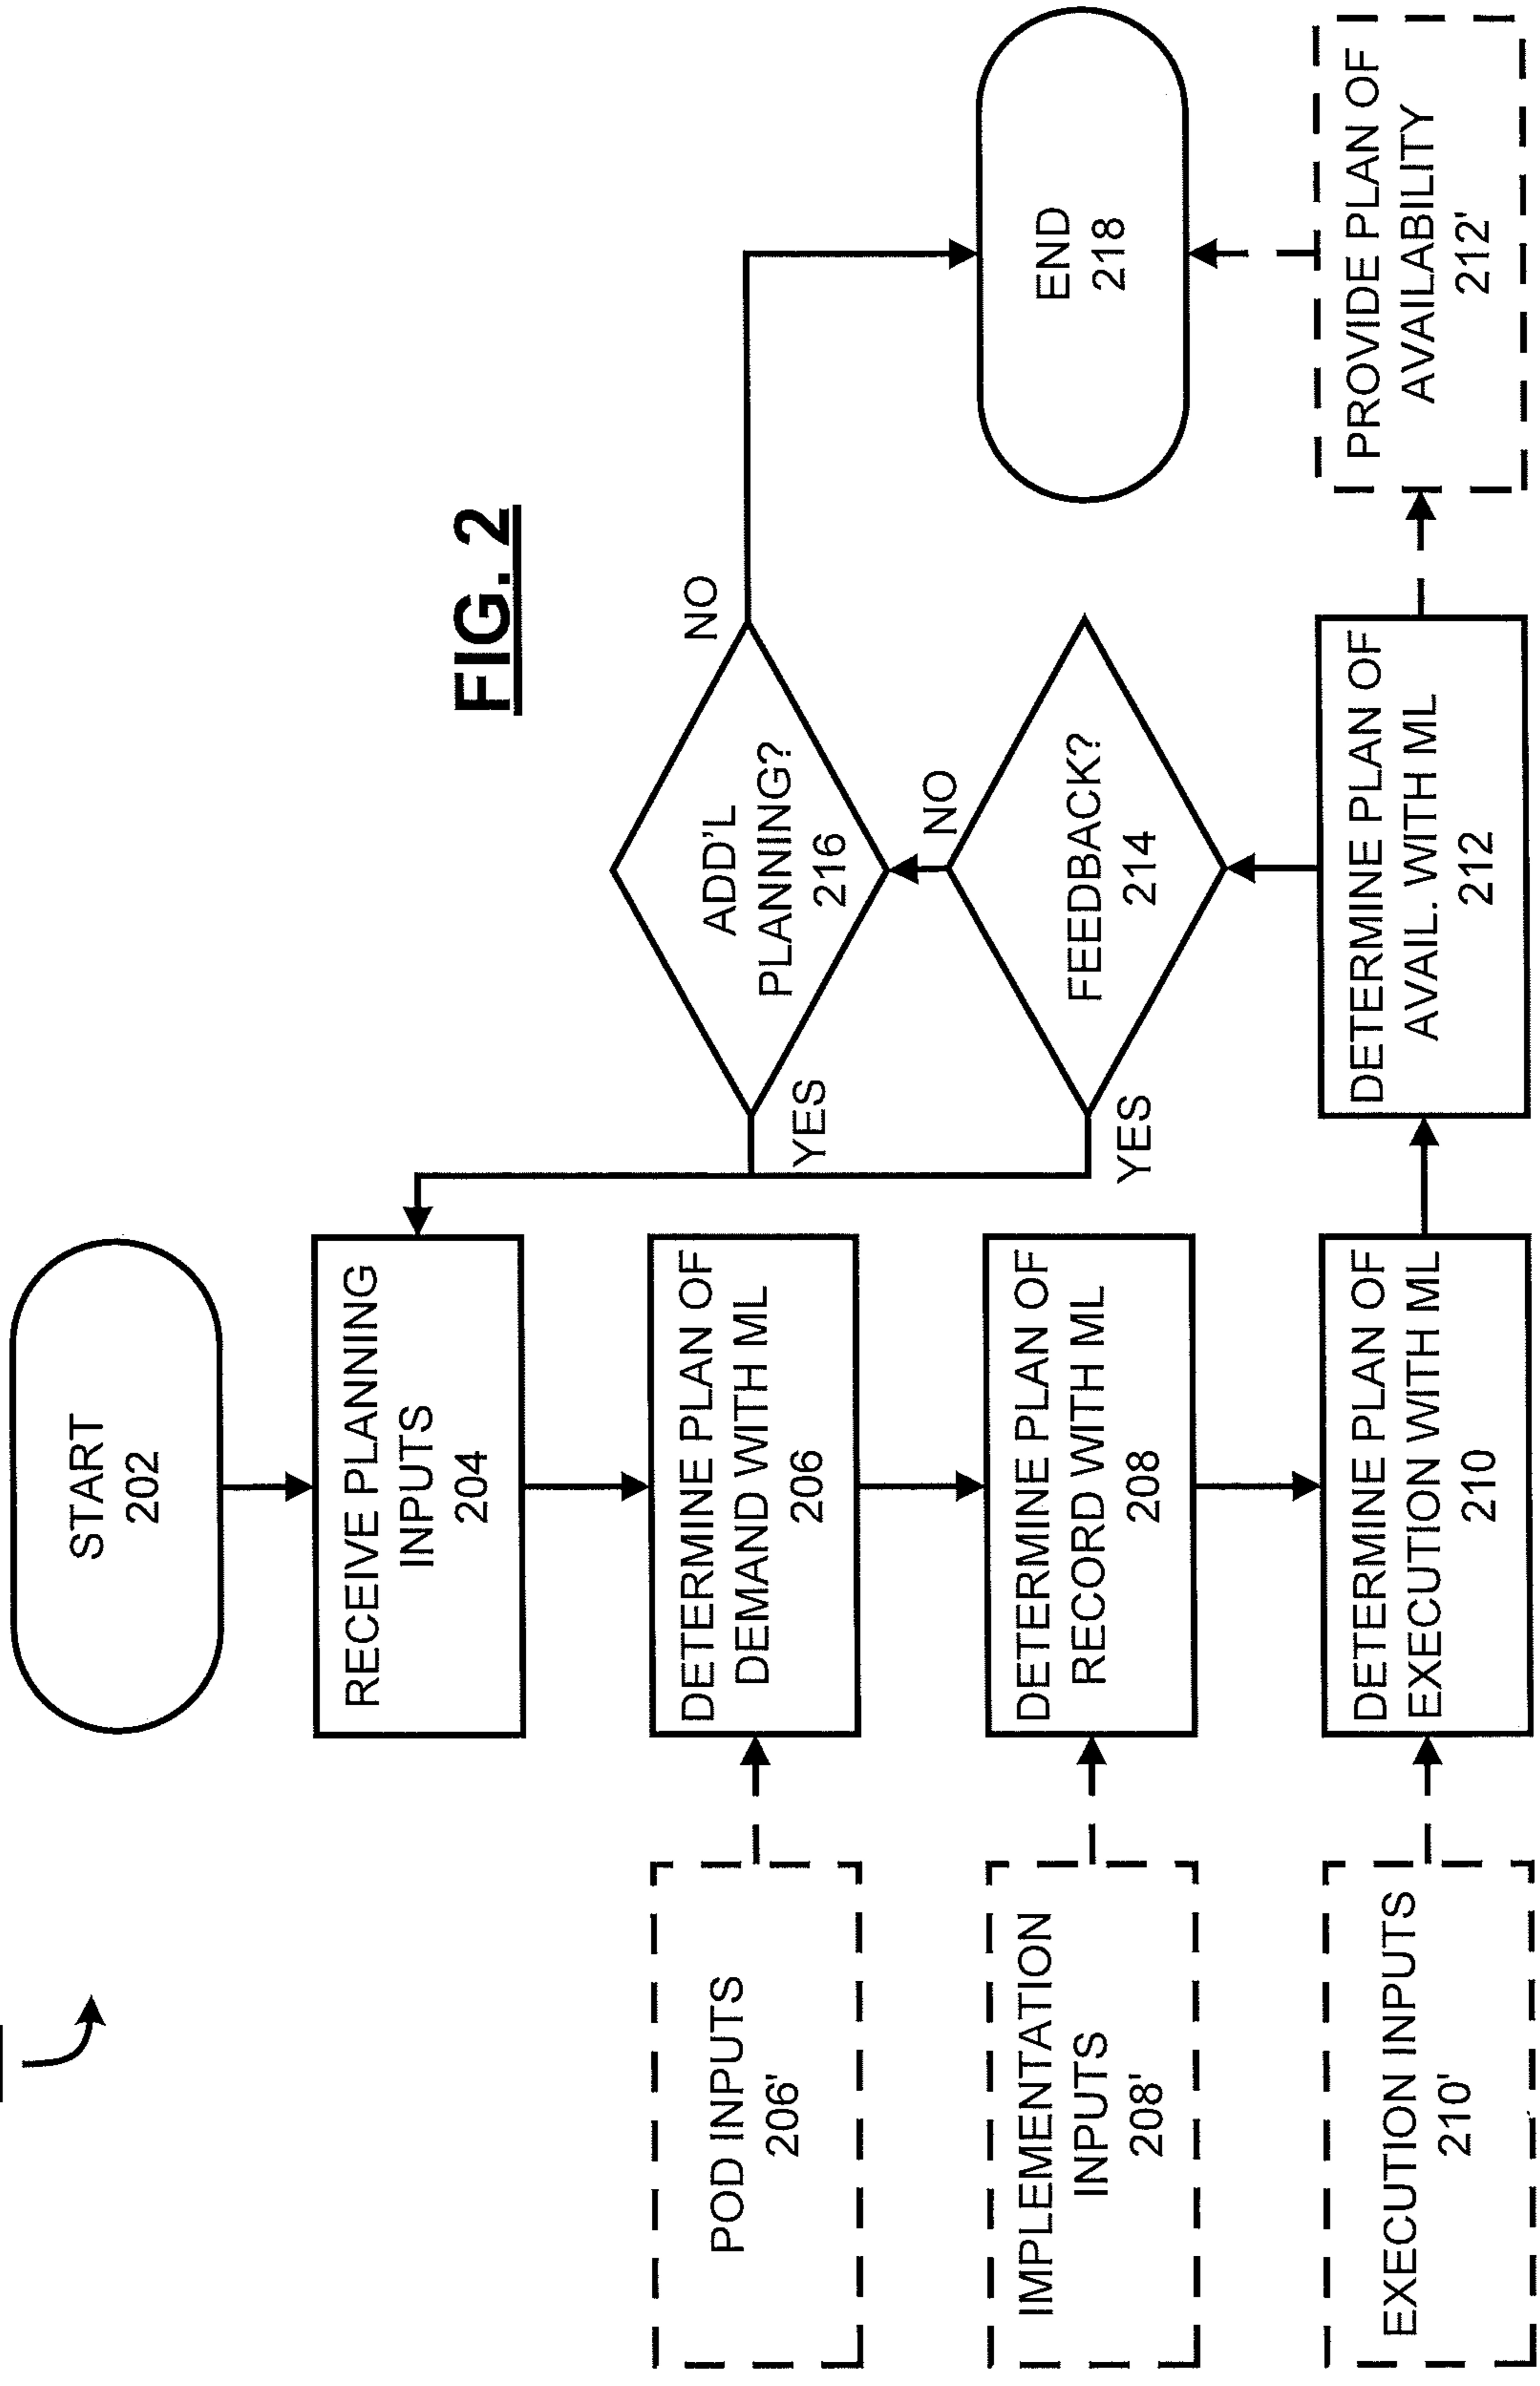 START
202
RECEIVE PLANNING
INPUTS
204
POD INPUTS
206'
DETERMINE PLAN OF
DEMAND WITH ML
206
IMPLEMENTATION
INPUTS
208'
DETERMINE PLAN OF
RECORD WITH ML
208
EXECUTION INPUTS
210'
DETERMINE PLAN OF
EXECUTION WITH ML
210
DETERMINE PLAN OF
AVAIL. WITH ML
212
PROVIDE PLAN OF
AVAILABILITY
212'
FEEDBACK?
214
YES
NO
ADD'L
PLANNING?
216
YES
NO
END
218
FIG. 2